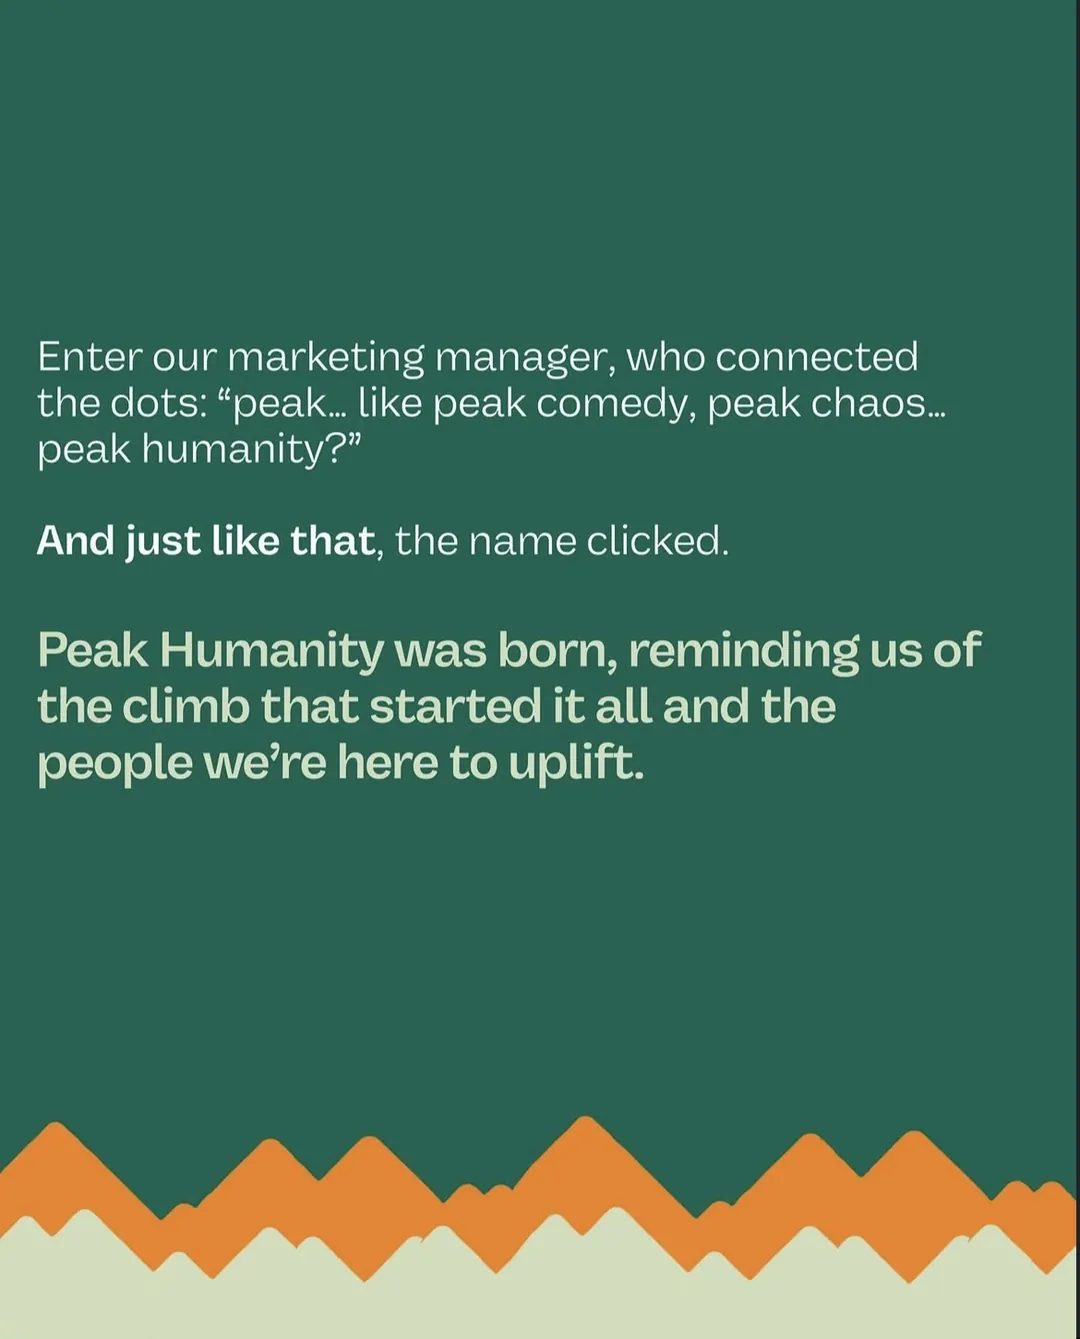 Enter our marketing manager, who connected
the dots: “peak... like peak comedy, peak chaos...
peak humanity?”
And just like that, the name clicked.
Peak Humanity was born, reminding us of
the climb that started it all and the
people we’re here to uplift.